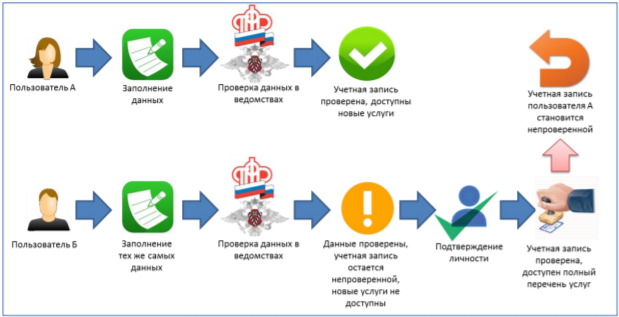 Пользователь А
Заполнение
данных
Проверка данных в
ведомствах
Учетная запись
проверена, доступны
новые услуги
Учетная запись
пользователя А
становится
непроверенной
Пользователь Б
Заполнение
тех же самых
данных
Проверка данных в
ведомствах
Данные проверены,
учетная запись
остается
непроверенной,
новые услуги не
доступны
Подтверждение
личности
Учетная запись
проверена,
доступен полный
перечень услуг